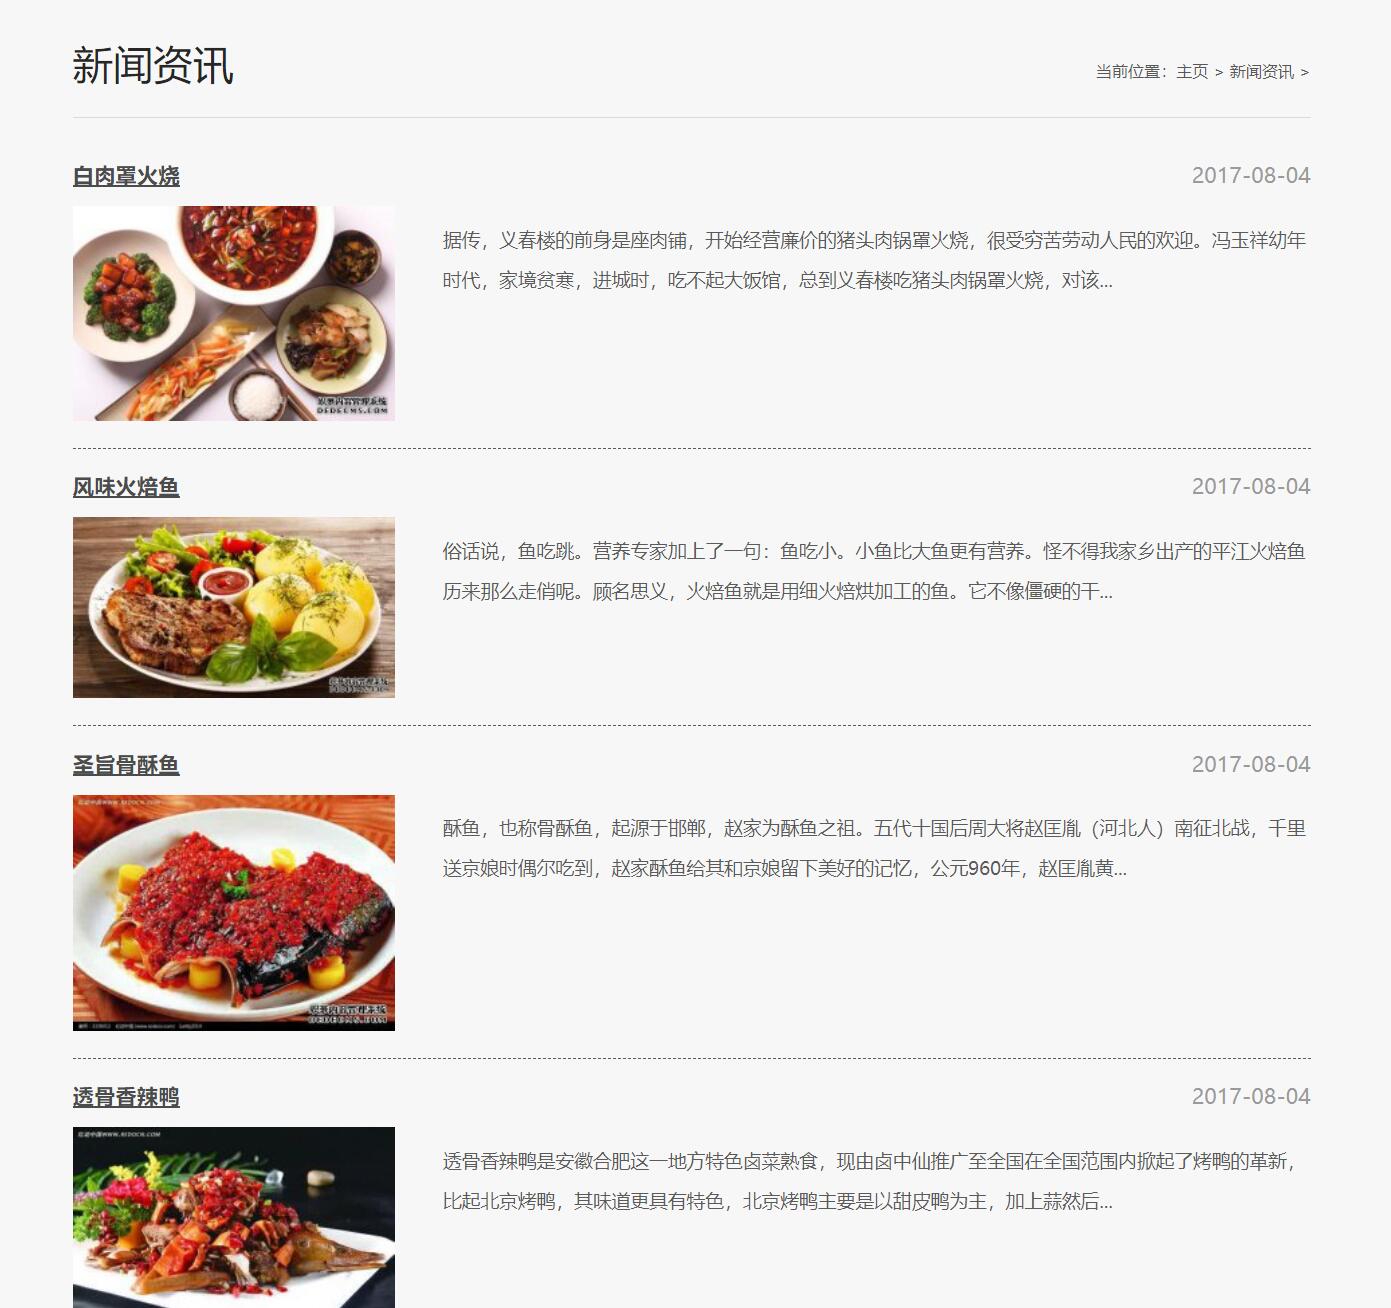 新闻资讯
当前位置：主页 > 新闻资讯 >
白肉罩火烧
2017-08-04
据传，义春楼的前身是座肉铺，开始经营廉价的猪头肉锅罩火烧，很受穷苦劳动人民的欢迎。冯玉祥幼年
时代，家境贫寒，进城时，吃不起大饭馆，总到义春楼吃猪头肉锅罩火烧，对该...
织梦内容管理系统
DEDECMS.COM
风味火焙鱼
2017-08-04
俗话说，鱼吃跳。营养专家加上了一句：鱼吃小。小鱼比大鱼更有营养。怪不得我家乡出产的平江火焙鱼
历来那么走俏呢。顾名思义，火焙鱼就是用细火焙烘加工的鱼。它不像僵硬的干...
织梦内容管理系统
DEDECMS.COM
圣旨骨酥鱼
2017-08-04
酥鱼，也称骨酥鱼，起源于邯郸，赵家为酥鱼之祖。五代十国后周大将赵匡胤（河北人）南征北战，千里
送京娘时偶尔吃到，赵家酥鱼给其和京娘留下美好的记忆，公元960年，赵匡胤黄...
织梦内容管理系统
DEDECMS.COM
透骨香辣鸭
2017-08-04
透骨香辣鸭是安徽合肥这一地方特色卤菜熟食，现由卤中仙推广至全国在全国范围内掀起了烤鸭的革新，
比起北京烤鸭，其味道更具有特色，北京烤鸭主要是以甜皮鸭为主，加上蒜然后...